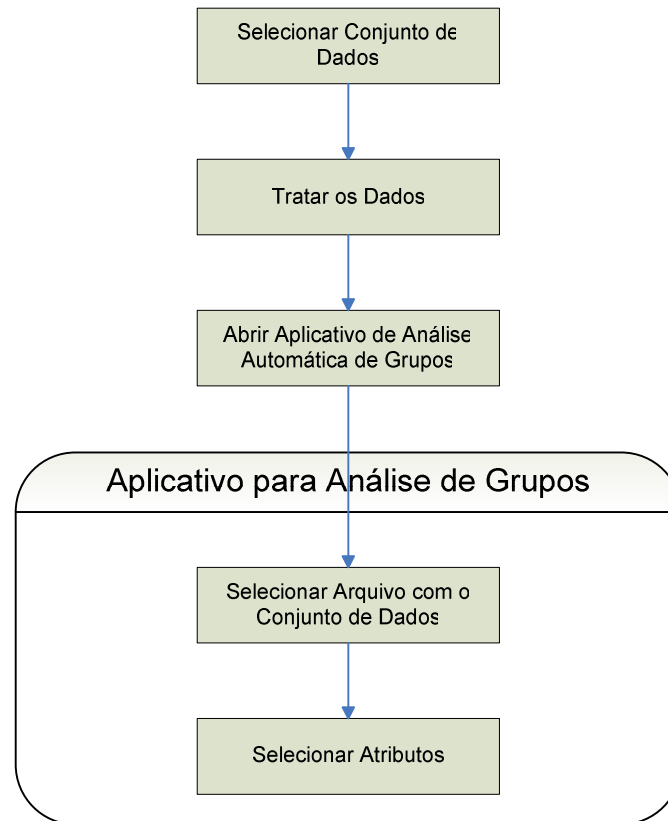 Selecionar Conjunto de
Dados
Tratar os Dados
Abrir Aplicativo de Análise
Automática de Grupos
Aplicativo para Análise de Grupos
Selecionar Arquivo com o
Conjunto de Dados
Selecionar Atributos